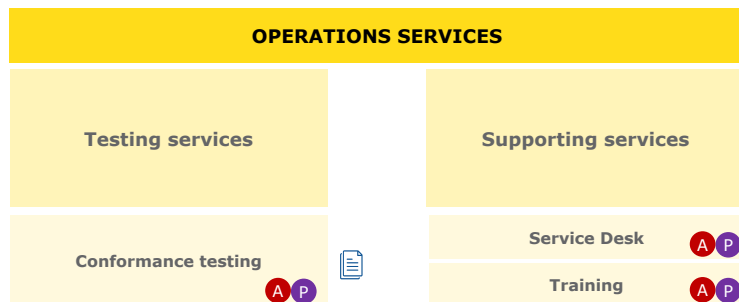 OPERATIONS SERVICES
Testing services
Supporting services
Conformance testing
A P
Service Desk
A P
Training
A P